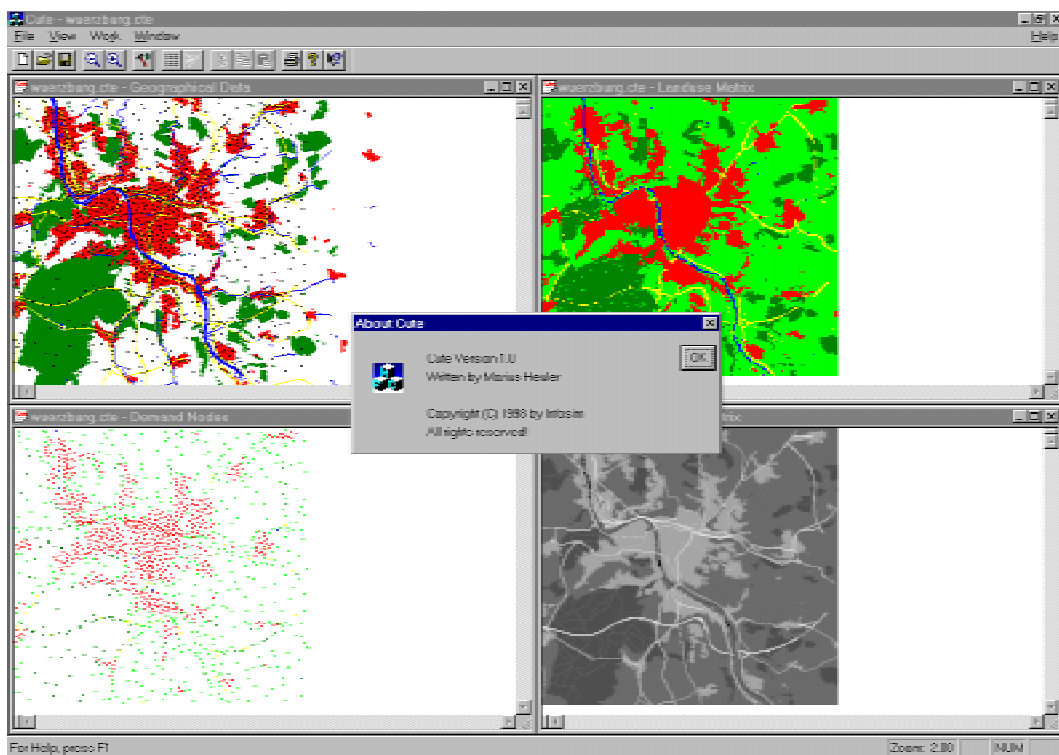 Cute - wuerzburg.cte
File View Work Window Help
wuerzburg.cte - Geographical Data
wuerzburg.cte - Landuse Matrix
About Cute
Cute Version 1.0
OK
Written by Marius Heuler
Copyright (C) 1998 by Infosim
All rights reserved!
wuerzburg.cte - Demand Nodes
For Help, press F1
Zoom: 2.00 NUM